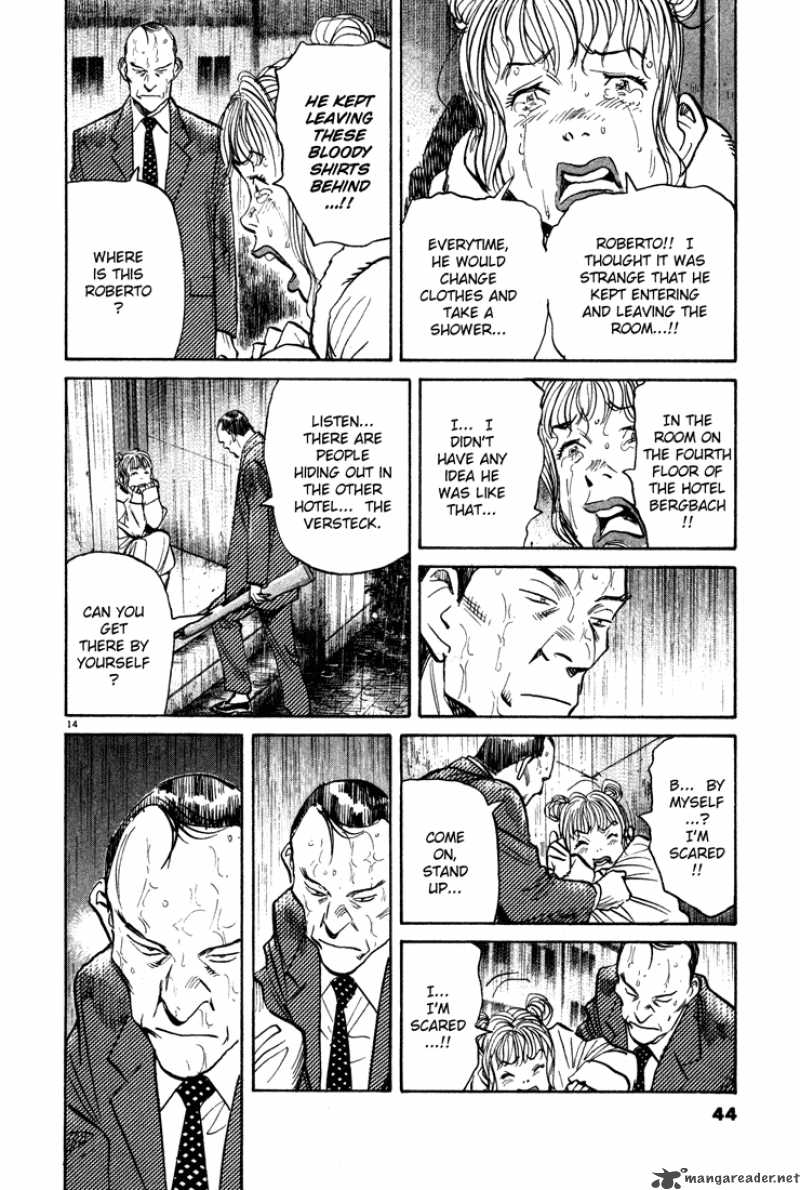 ROBERTO!! I
THOUGHT IT WAS
STRANGE THAT HE
KEPT ENTERING
AND LEAVING THE
ROOM...!!
EVERYTIME,
HE WOULD
CHANGE
CLOTHES AND
TAKE A
SHOWER...
HE KEPT
LEAVING
THESE
BLOODY
SHIRTS
BEHIND
...!!
WHERE
IS THIS
ROBERTO
?
IN THE
ROOM ON
THE
FOURTH
FLOOR OF
THE HOTEL
BERGBACH
!!
I... I
DIDN'T
HAVE ANY
IDEA HE
WAS LIKE
THAT...
LISTEN...
THERE ARE
PEOPLE
HIDING OUT IN
THE OTHER
HOTEL... THE
VERSTECK.
CAN YOU
GET
THERE BY
YOURSELF
?
14
B... BY
MYSELF
...?
I'M
SCARED
!!
COME
ON,
STAND
UP...
I...
I'M
SCARED
...!!
44
mangareader.net